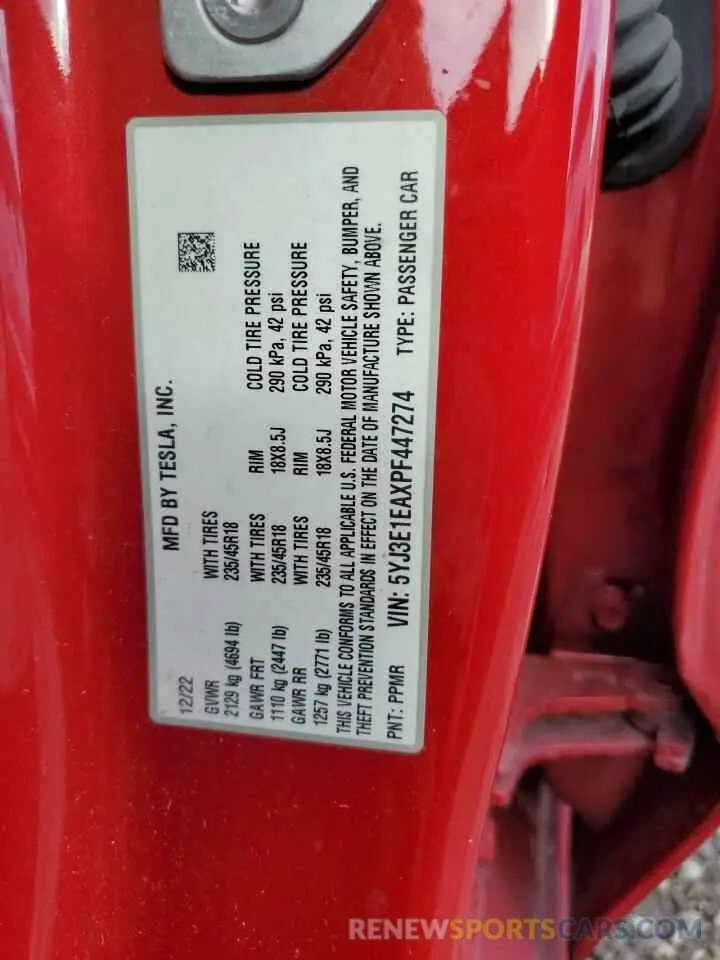 MFD BY TESLA, INC.
12/22
GVWR WITH TIRES
2129 kg (4694 lb) 235/45R18
GAWR FRT WITH TIRES RIM COLD TIRE PRESSURE
1110 kg (2447 lb) 235/45R18 18X8.5J 290 kPa, 42 psi
GAWR RR WITH TIRES RIM COLD TIRE PRESSURE
1257 kg (2771 lb) 235/45R18 18X8.5J 290 kPa, 42 psi
THIS VEHICLE CONFORMS TO ALL APPLICABLE U.S. FEDERAL MOTOR VEHICLE SAFETY, BUMPER, AND
THEFT PREVENTION STANDARDS IN EFFECT ON THE DATE OF MANUFACTURE SHOWN ABOVE.
PNT: PPMR VIN: 5YJ3E1EAXPF447274 TYPE: PASSENGER CAR
RENEWSPORTSCARS.COM